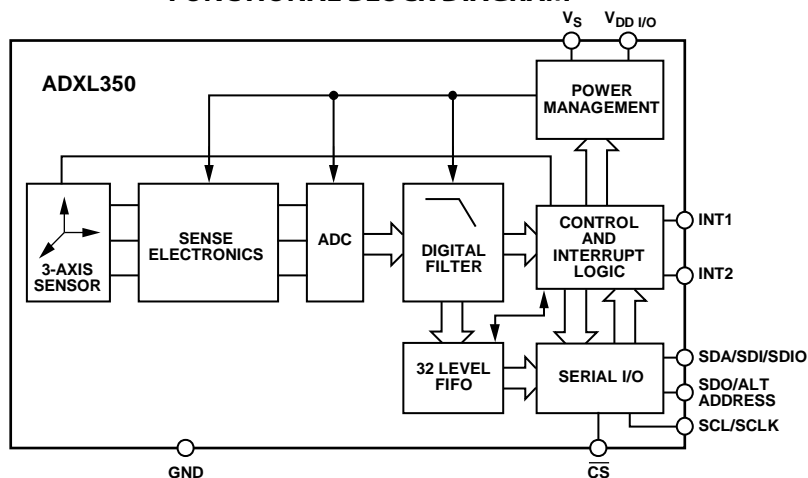 FUNCTIONAL BLOCK DIAGRAM
VS
VDD I/O
ADXL350
POWER
MANAGEMENT
3-AXIS
SENSOR
SENSE
ELECTRONICS
ADC
DIGITAL
FILTER
CONTROL
AND
INTERRUPT
LOGIC
INT1
INT2
32 LEVEL
FIFO
SERIAL I/O
SDA/SDI/SDIO
SDO/ALT
ADDRESS
SCL/SCLK
GND
CS